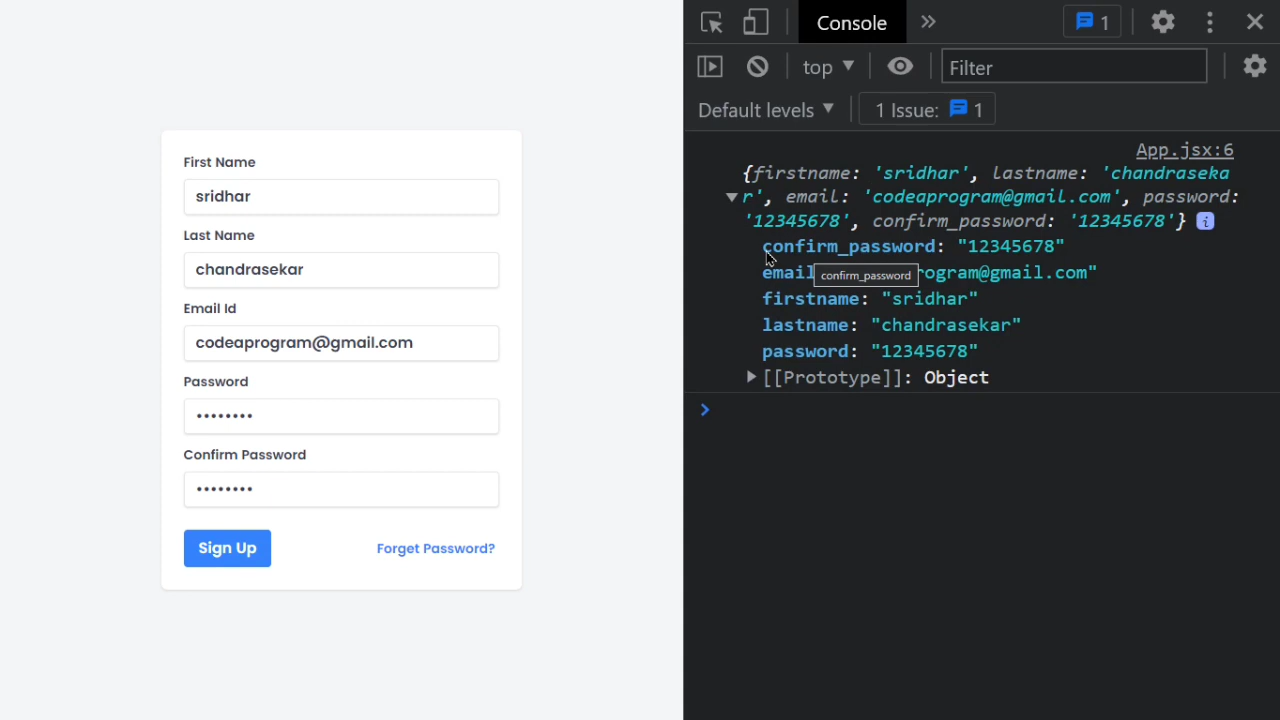 First Name
sridhar
Last Name
chandrasekar
Email Id
codeaprogram@gmail.com
Password
••••••••
Confirm Password
••••••••
Sign Up
Forget Password?
Console
1
top
Filter
Default levels
1 Issue: 1
App.jsx:6
{firstname: 'sridhar', lastname: 'chandraseka
r', email: 'codeaprogram@gmail.com', password:
'12345678', confirm_password: '12345678'} i
confirm_password: "12345678"
email rogram@gmail.com"
confirm_password
firstname: "sridhar"
lastname: "chandrasekar"
password: "12345678"
[[Prototype]]: Object